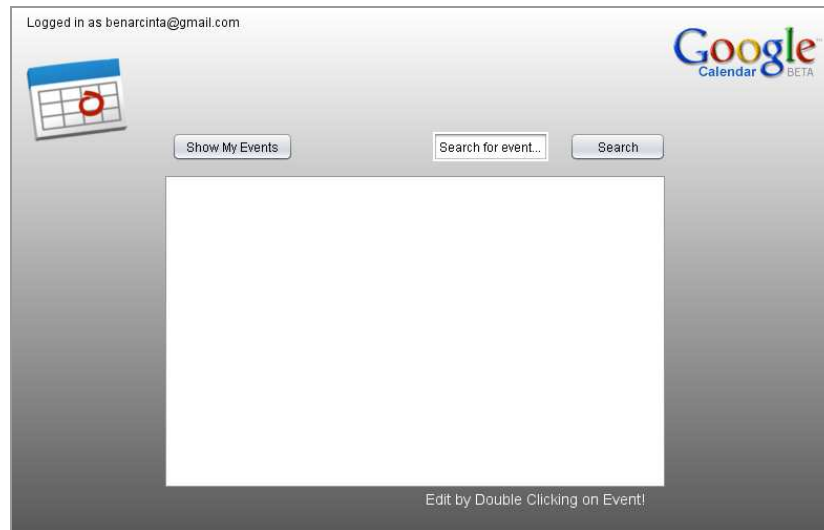 Logged in as benarcinta@gmail.com
Google™
Calendar BETA
Show My Events
Search for event...
Search
Edit by Double Clicking on Event!